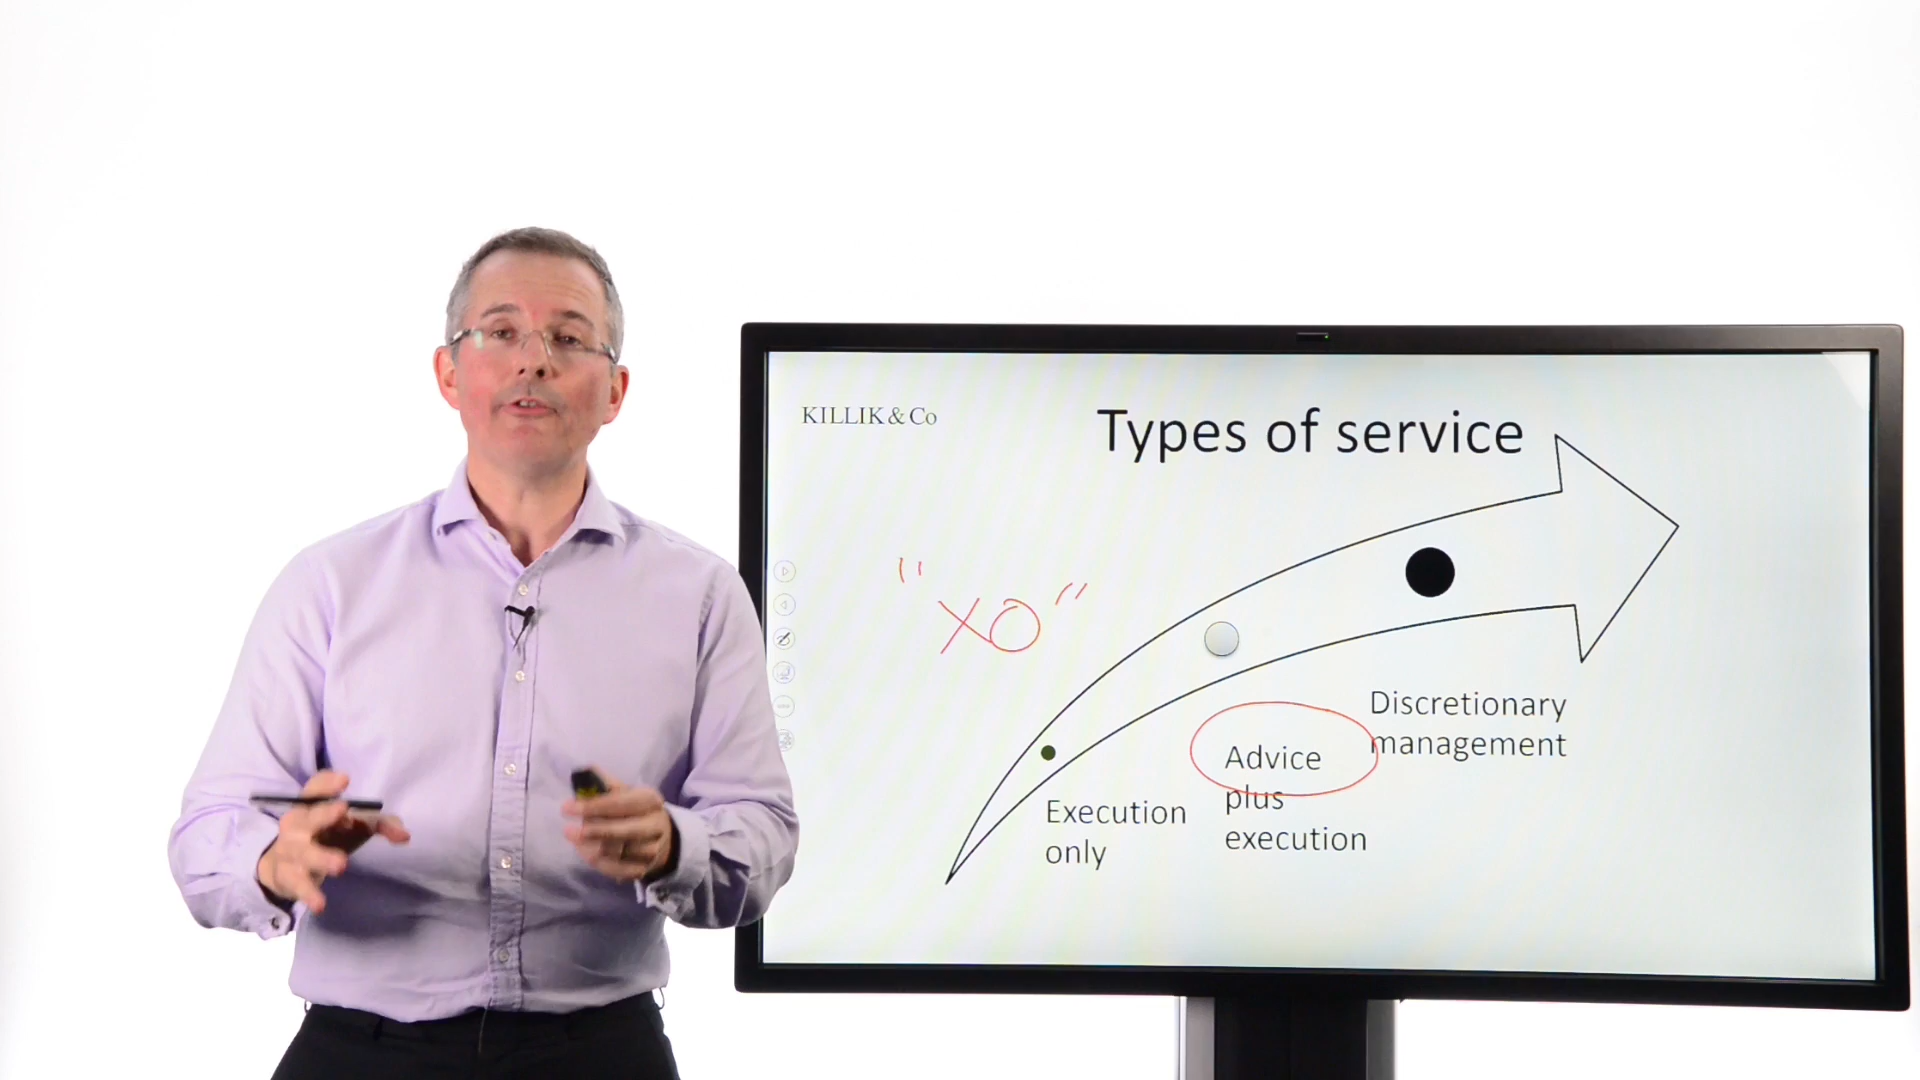 KILLIK & Co
Types of service
"XO"
Discretionary
management
Advice
plus
execution
Execution
only